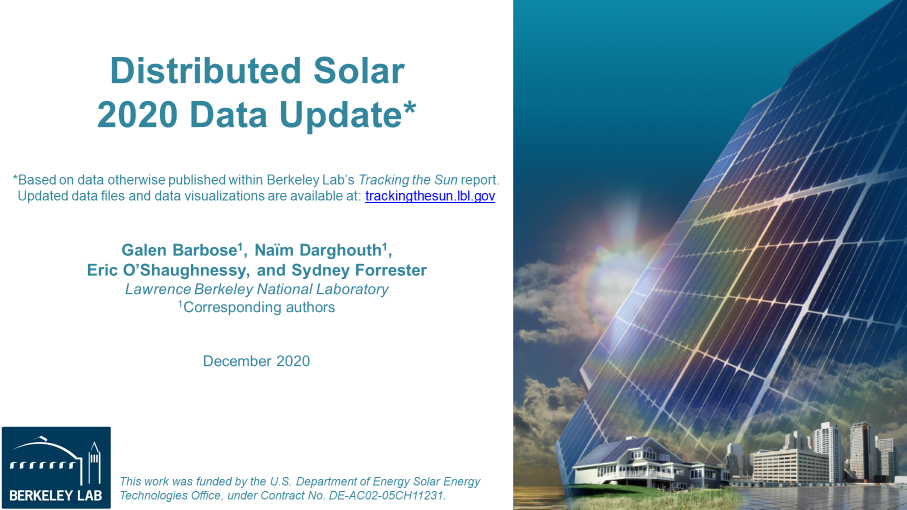 Distributed Solar
2020 Data Update*
*Based on data otherwise published within Berkeley Lab's Tracking the Sun report.
Updated data files and data visualizations are available at: trackingthesun.lbl.gov
Galen Barbose¹, Naïm Darghouth¹,
Eric O'Shaughnessy, and Sydney Forrester
Lawrence Berkeley National Laboratory
¹Corresponding authors
December 2020
BERKELEY LAB
This work was funded by the U.S. Department of Energy Solar Energy
Technologies Office, under Contract No. DE-AC02-05CH11231.